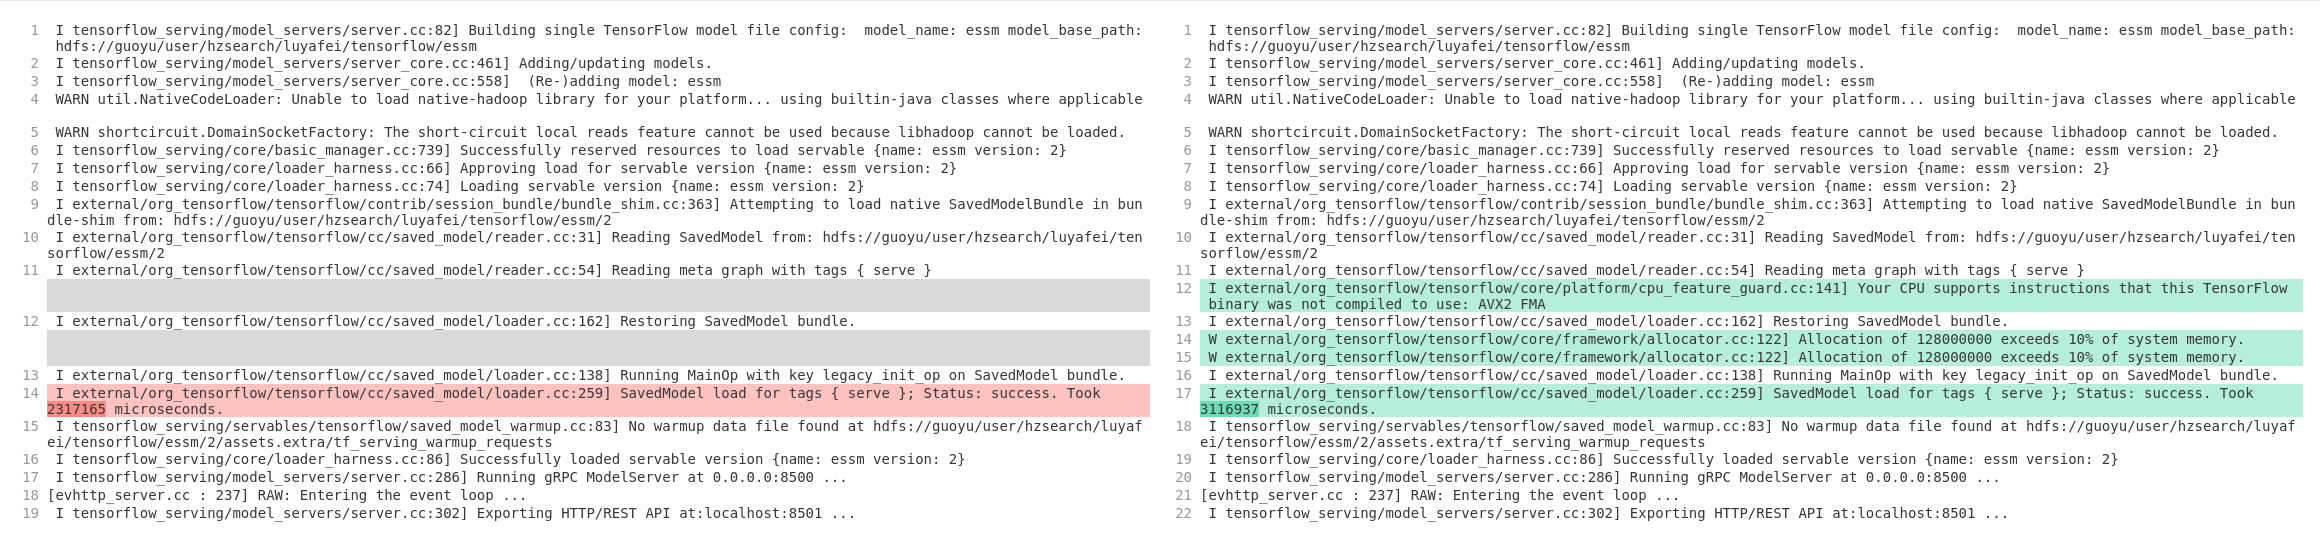 1 I tensorflow_serving/model_servers/server.cc:82] Building single TensorFlow model file config:  model_name: essm model_base_path:
hdfs://guoyu/user/hzsearch/luyafei/tensorflow/essm
2 I tensorflow_serving/model_servers/server_core.cc:461] Adding/updating models.
3 I tensorflow_serving/model_servers/server_core.cc:558]  (Re-)adding model: essm
4 WARN util.NativeCodeLoader: Unable to load native-hadoop library for your platform... using builtin-java classes where applicable
5 WARN shortcircuit.DomainSocketFactory: The short-circuit local reads feature cannot be used because libhadoop cannot be loaded.
6 I tensorflow_serving/core/basic_manager.cc:739] Successfully reserved resources to load servable {name: essm version: 2}
7 I tensorflow_serving/core/loader_harness.cc:66] Approving load for servable version {name: essm version: 2}
8 I tensorflow_serving/core/loader_harness.cc:74] Loading servable version {name: essm version: 2}
9 I external/org_tensorflow/tensorflow/contrib/session_bundle/bundle_shim.cc:363] Attempting to load native SavedModelBundle in bun
dle-shim from: hdfs://guoyu/user/hzsearch/luyafei/tensorflow/essm/2
10 I external/org_tensorflow/tensorflow/cc/saved_model/reader.cc:31] Reading SavedModel from: hdfs://guoyu/user/hzsearch/luyafei/ten
sorflow/essm/2
11 I external/org_tensorflow/tensorflow/cc/saved_model/reader.cc:54] Reading meta graph with tags { serve }
12 I external/org_tensorflow/tensorflow/cc/saved_model/loader.cc:162] Restoring SavedModel bundle.
13 I external/org_tensorflow/tensorflow/cc/saved_model/loader.cc:138] Running MainOp with key legacy_init_op on SavedModel bundle.
14 I external/org_tensorflow/tensorflow/cc/saved_model/loader.cc:259] SavedModel load for tags { serve }; Status: success. Took
2317165 microseconds.
15 I tensorflow_serving/servables/tensorflow/saved_model_warmup.cc:83] No warmup data file found at hdfs://guoyu/user/hzsearch/luyaf
ei/tensorflow/essm/2/assets.extra/tf_serving_warmup_requests
16 I tensorflow_serving/core/loader_harness.cc:86] Successfully loaded servable version {name: essm version: 2}
17 I tensorflow_serving/model_servers/server.cc:286] Running gRPC ModelServer at 0.0.0.0:8500 ...
18 [evhttp_server.cc : 237] RAW: Entering the event loop ...
19 I tensorflow_serving/model_servers/server.cc:302] Exporting HTTP/REST API at:localhost:8501 ...
1 I tensorflow_serving/model_servers/server.cc:82] Building single TensorFlow model file config:  model_name: essm model_base_path:
hdfs://guoyu/user/hzsearch/luyafei/tensorflow/essm
2 I tensorflow_serving/model_servers/server_core.cc:461] Adding/updating models.
3 I tensorflow_serving/model_servers/server_core.cc:558]  (Re-)adding model: essm
4 WARN util.NativeCodeLoader: Unable to load native-hadoop library for your platform... using builtin-java classes where applicable
5 WARN shortcircuit.DomainSocketFactory: The short-circuit local reads feature cannot be used because libhadoop cannot be loaded.
6 I tensorflow_serving/core/basic_manager.cc:739] Successfully reserved resources to load servable {name: essm version: 2}
7 I tensorflow_serving/core/loader_harness.cc:66] Approving load for servable version {name: essm version: 2}
8 I tensorflow_serving/core/loader_harness.cc:74] Loading servable version {name: essm version: 2}
9 I external/org_tensorflow/tensorflow/contrib/session_bundle/bundle_shim.cc:363] Attempting to load native SavedModelBundle in bun
dle-shim from: hdfs://guoyu/user/hzsearch/luyafei/tensorflow/essm/2
10 I external/org_tensorflow/tensorflow/cc/saved_model/reader.cc:31] Reading SavedModel from: hdfs://guoyu/user/hzsearch/luyafei/ten
sorflow/essm/2
11 I external/org_tensorflow/tensorflow/cc/saved_model/reader.cc:54] Reading meta graph with tags { serve }
12 I external/org_tensorflow/tensorflow/core/platform/cpu_feature_guard.cc:141] Your CPU supports instructions that this TensorFlow
binary was not compiled to use: AVX2 FMA
13 I external/org_tensorflow/tensorflow/cc/saved_model/loader.cc:162] Restoring SavedModel bundle.
14 W external/org_tensorflow/tensorflow/core/framework/allocator.cc:122] Allocation of 128000000 exceeds 10% of system memory.
15 W external/org_tensorflow/tensorflow/core/framework/allocator.cc:122] Allocation of 128000000 exceeds 10% of system memory.
16 I external/org_tensorflow/tensorflow/cc/saved_model/loader.cc:138] Running MainOp with key legacy_init_op on SavedModel bundle.
17 I external/org_tensorflow/tensorflow/cc/saved_model/loader.cc:259] SavedModel load for tags { serve }; Status: success. Took
3116937 microseconds.
18 I tensorflow_serving/servables/tensorflow/saved_model_warmup.cc:83] No warmup data file found at hdfs://guoyu/user/hzsearch/luyaf
ei/tensorflow/essm/2/assets.extra/tf_serving_warmup_requests
19 I tensorflow_serving/core/loader_harness.cc:86] Successfully loaded servable version {name: essm version: 2}
20 I tensorflow_serving/model_servers/server.cc:286] Running gRPC ModelServer at 0.0.0.0:8500 ...
21 [evhttp_server.cc : 237] RAW: Entering the event loop ...
22 I tensorflow_serving/model_servers/server.cc:302] Exporting HTTP/REST API at:localhost:8501 ...